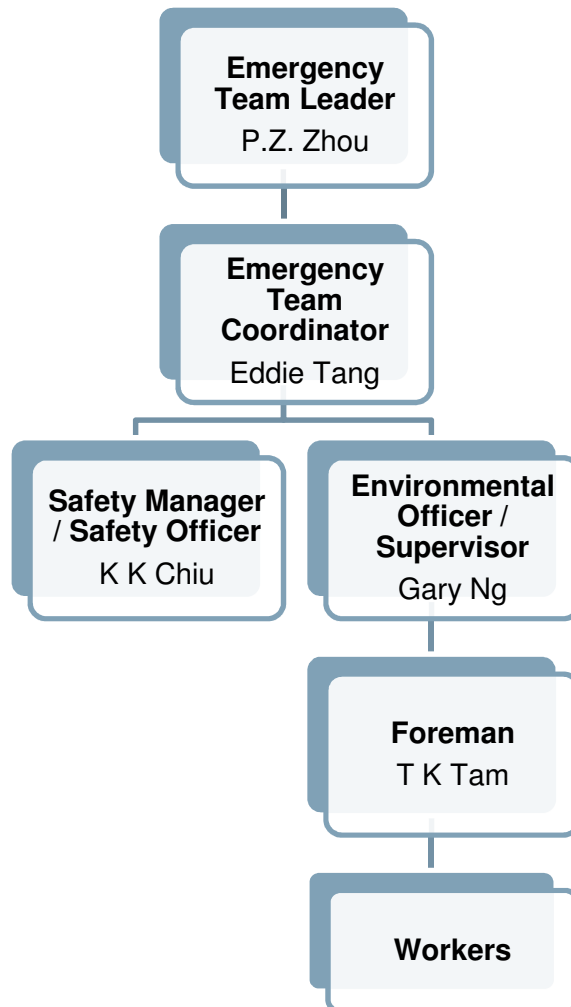 Emergency
Team Leader
P.Z. Zhou
Emergency
Team
Coordinator
Eddie Tang
Safety Manager
/ Safety Officer
K K Chiu
Environmental
Officer /
Supervisor
Gary Ng
Foreman
T K Tam
Workers